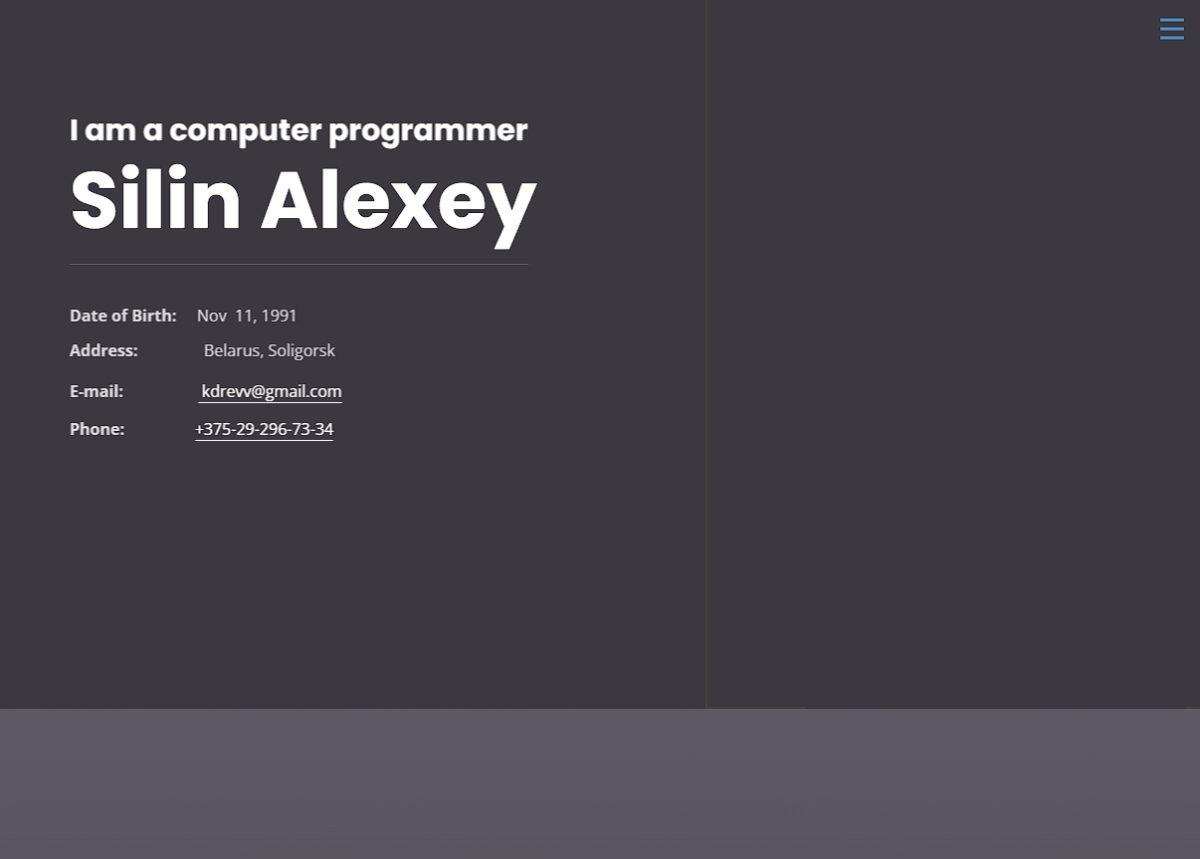 I am a computer programmer
Silin Alexey
Date of Birth: Nov 11, 1991
Address: Belarus, Soligorsk
E-mail: kdrevv@gmail.com
Phone: +375-29-296-73-34